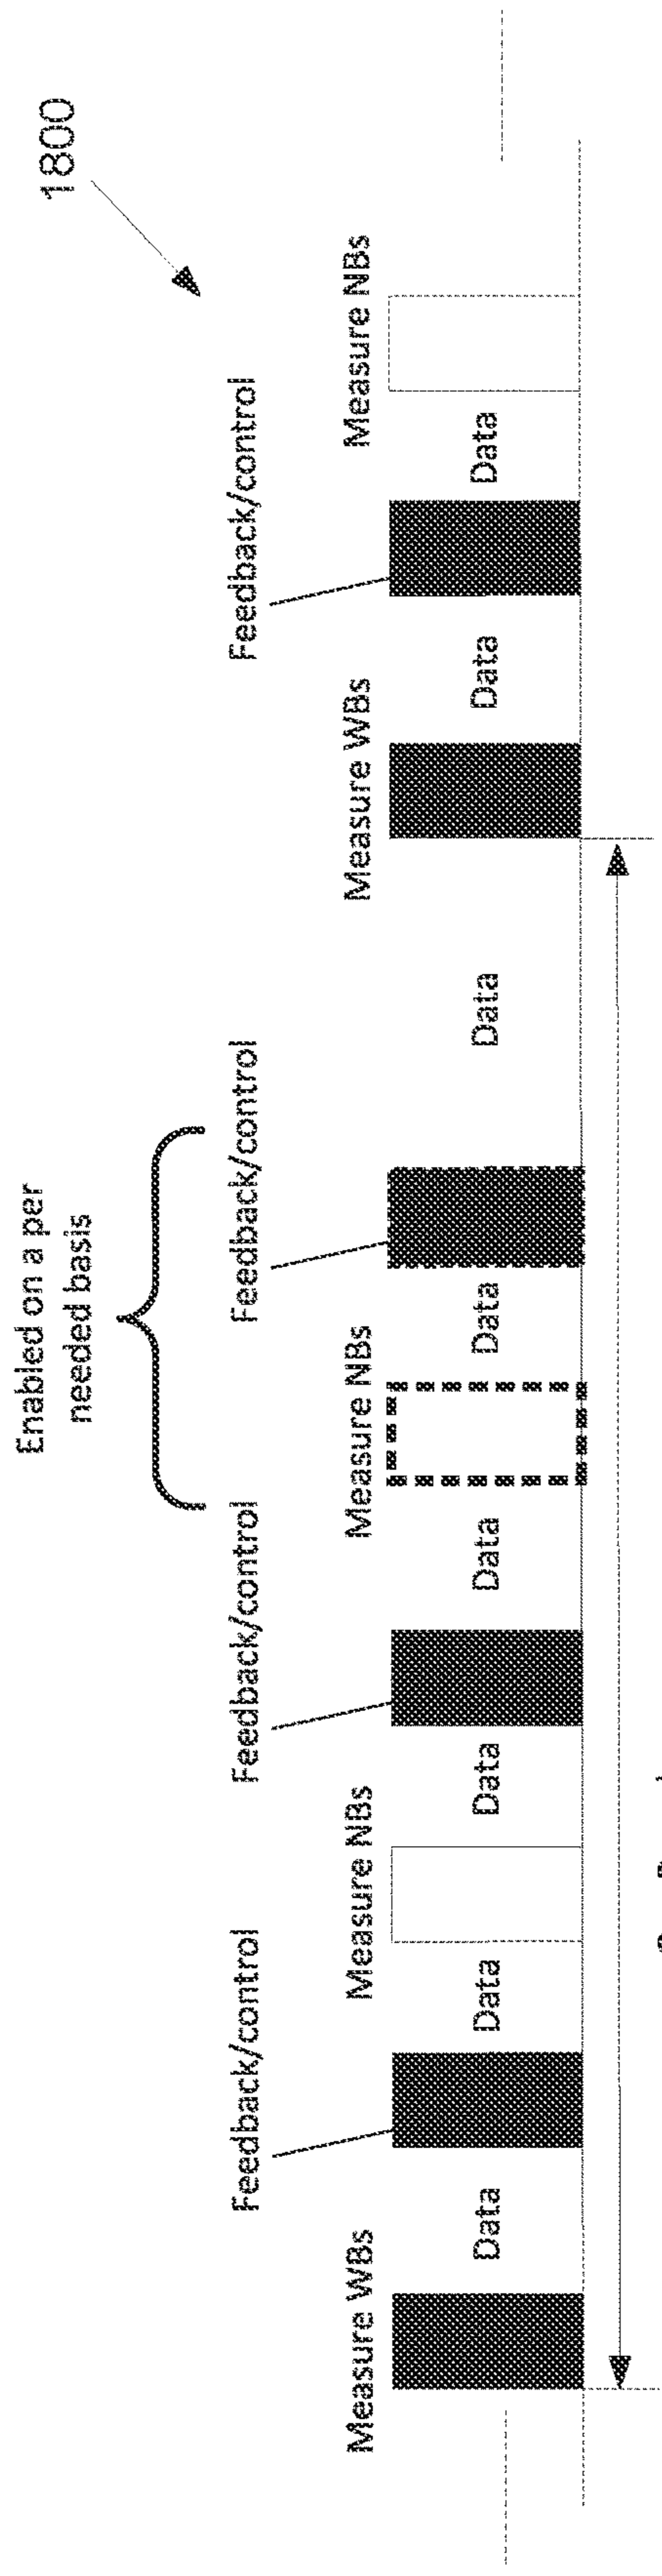 Enabled on a per
needed basis
1800
Feedback/control
Feedback/control
Feedback/control
Feedback/control
Measure WBs
Measure NBs
Measure NBs
Measure WBs
Measure NBs
Data
Data
Data
Data
Data
Data
Data
Data